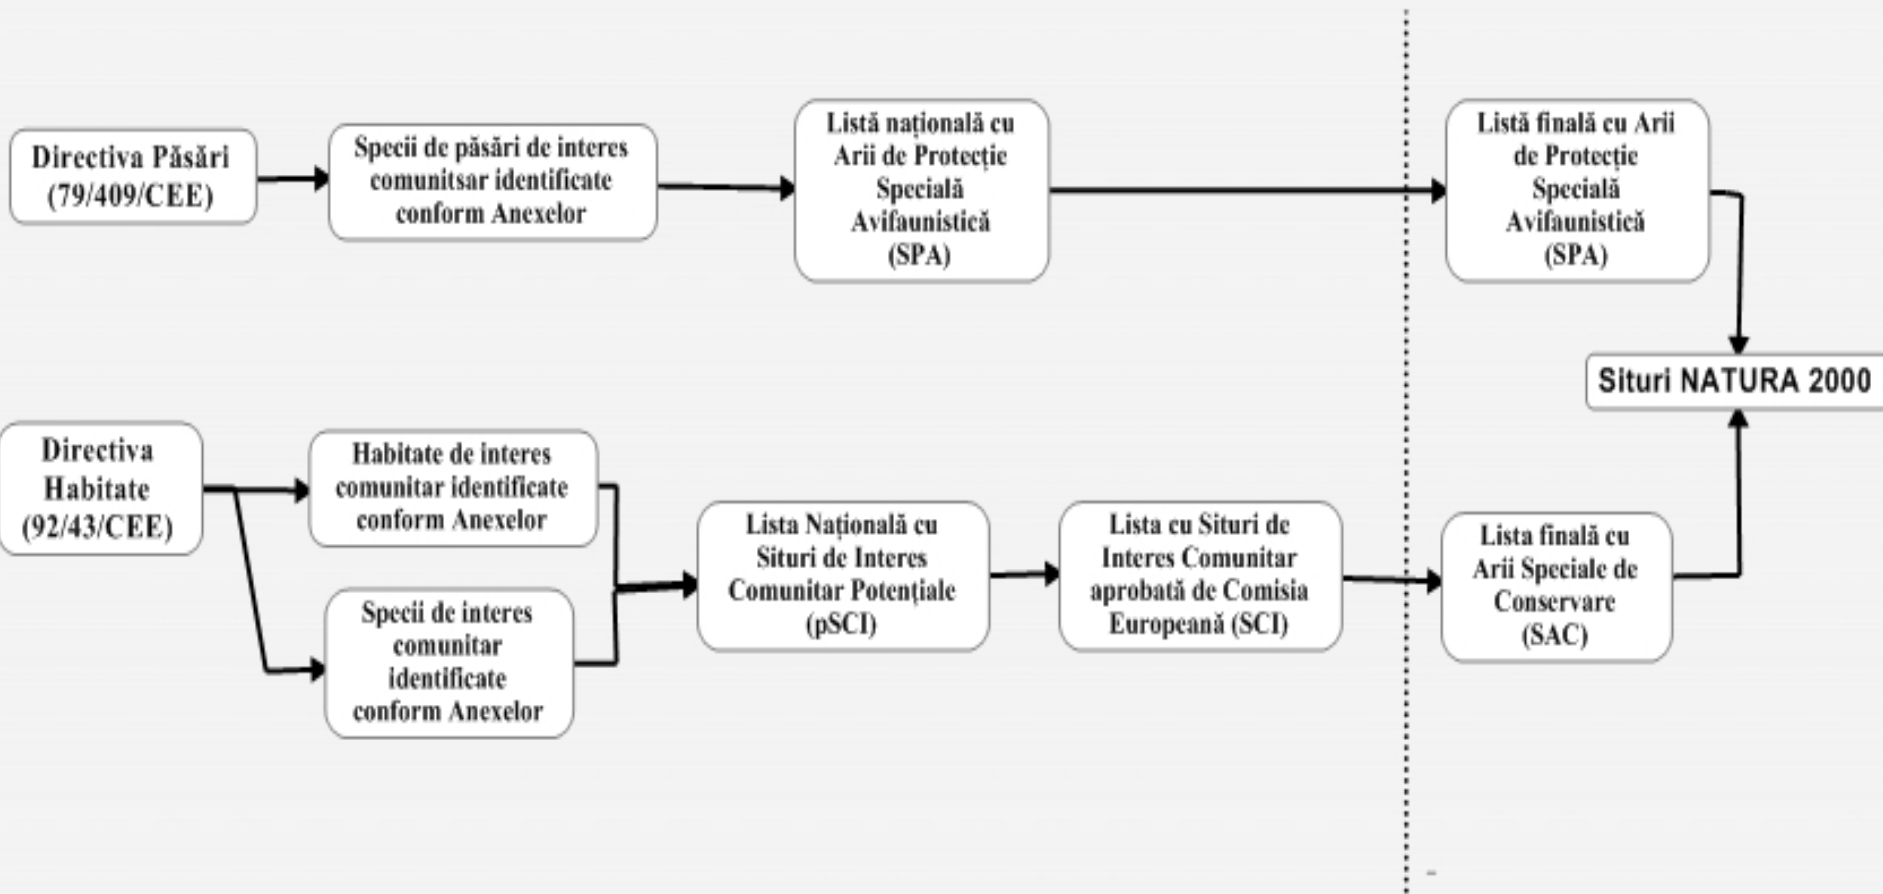 Directiva Păsări
(79/409/CEE)
Specii de păsări de interes
comunitsar identificate
conform Anexelor
Listă națională cu
Arii de Protecție
Specială
Avifaunistică
(SPA)
Listă finală cu Arii
de Protecție
Specială
Avifaunistică
(SPA)
Situri NATURA 2000
Directiva
Habitate
(92/43/CEE)
Habitate de interes
comunitar identificate
conform Anexelor
Specii de interes
comunitar
identificate
conform Anexelor
Lista Națională cu
Situri de Interes
Comunitar Potențiale
(pSCI)
Lista cu Situri de
Interes Comunitar
aprobată de Comisia
Europeană (SCI)
Lista finală cu
Arii Speciale de
Conservare
(SAC)